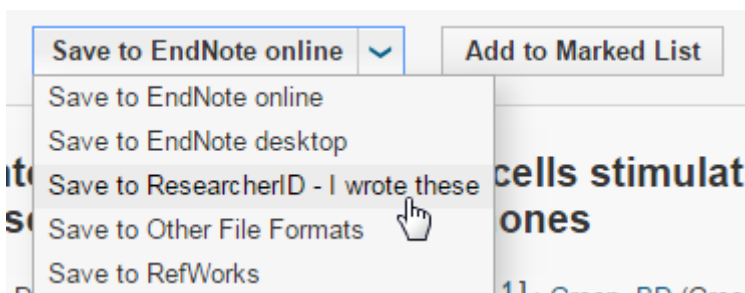 Save to EndNote online Add to Marked List
Save to EndNote online
Save to EndNote desktop
Save to ResearcherID - I wrote these
cells stimulat
Save to Other File Formats
ones
Save to RefWorks